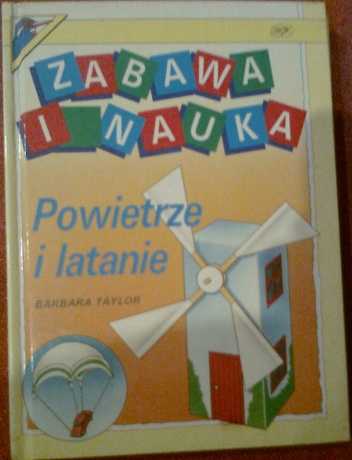 ZABAWA
I NAUKA
Powietrze
i latanie
BARBARA TAYLOR